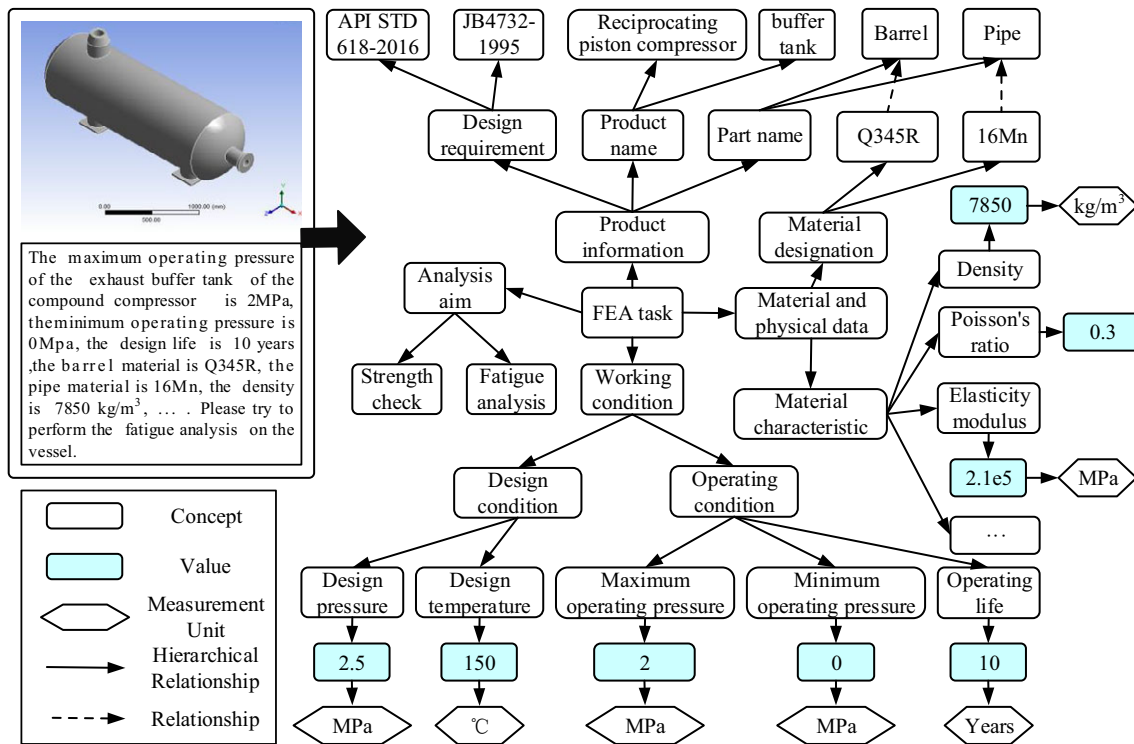 API STD
618-2016
JB4732-
1995
Reciprocating
piston compressor
buffer
tank
Barrel
Pipe
Design
requirement
Product
name
Part name
Q345R
16Mn
0.00
1000.00 (mm)
500.00
Y
Z
X
Product
information
Material
designation
7850
kg/m³
Density
The maximum operating pressure
of the exhaust buffer tank of the
compound compressor is 2MPa,
theminimum operating pressure is
0Mpa, the design life is 10 years
,the barrel material is Q345R, the
pipe material is 16Mn, the density
is 7850 kg/m³, … . Please try to
perform the fatigue analysis on the
vessel.
Analysis
aim
FEA task
Material and
physical data
Poisson's
ratio
0.3
Strength
check
Fatigue
analysis
Working
condition
Material
characteristic
Elasticity
modulus
2.1e5
MPa
…
Design
condition
Operating
condition
Concept
Value
Measurement
Unit
Hierarchical
Relationship
Relationship
Design
pressure
Design
temperature
Maximum
operating pressure
Minimum
operating pressure
Operating
life
2.5
150
2
0
10
MPa
℃
MPa
MPa
Years